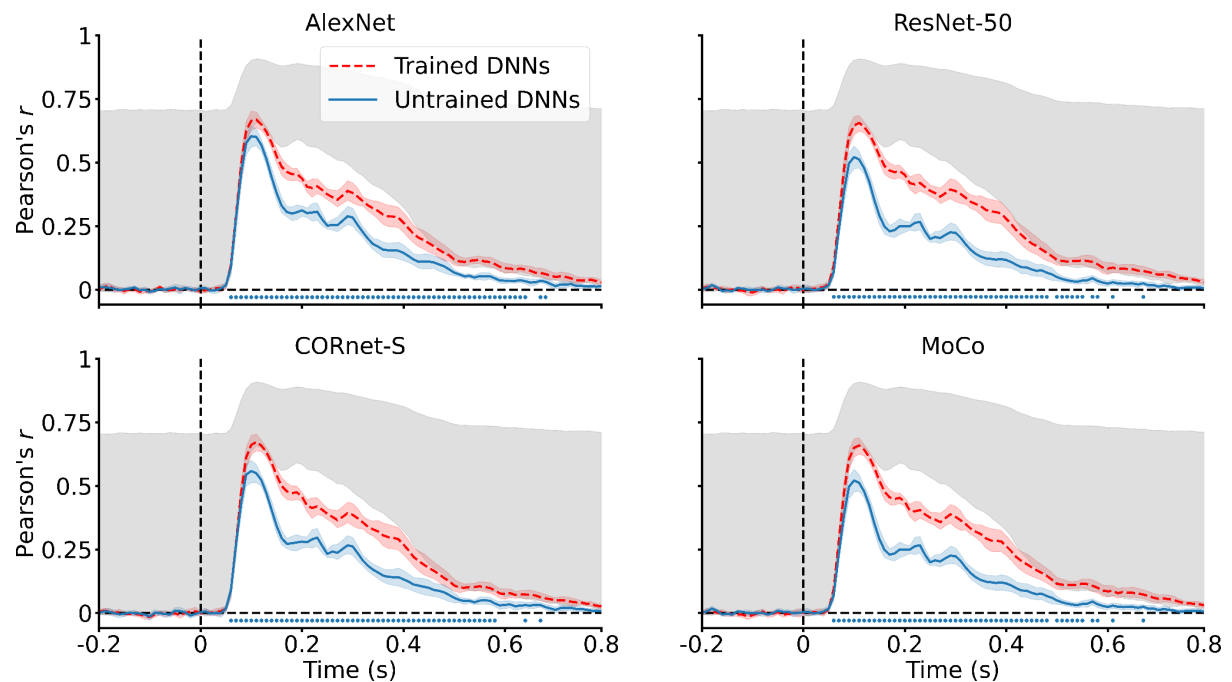 AlexNet
ResNet-50
1
0.75
0.5
0.25
0
Pearson's r
Trained DNNs
Untrained DNNs
CORnet-S
MoCo
1
0.75
0.5
0.25
0
Pearson's r
-0.2 0 0.2 0.4 0.6 0.8
-0.2 0 0.2 0.4 0.6 0.8
Time (s)
Time (s)